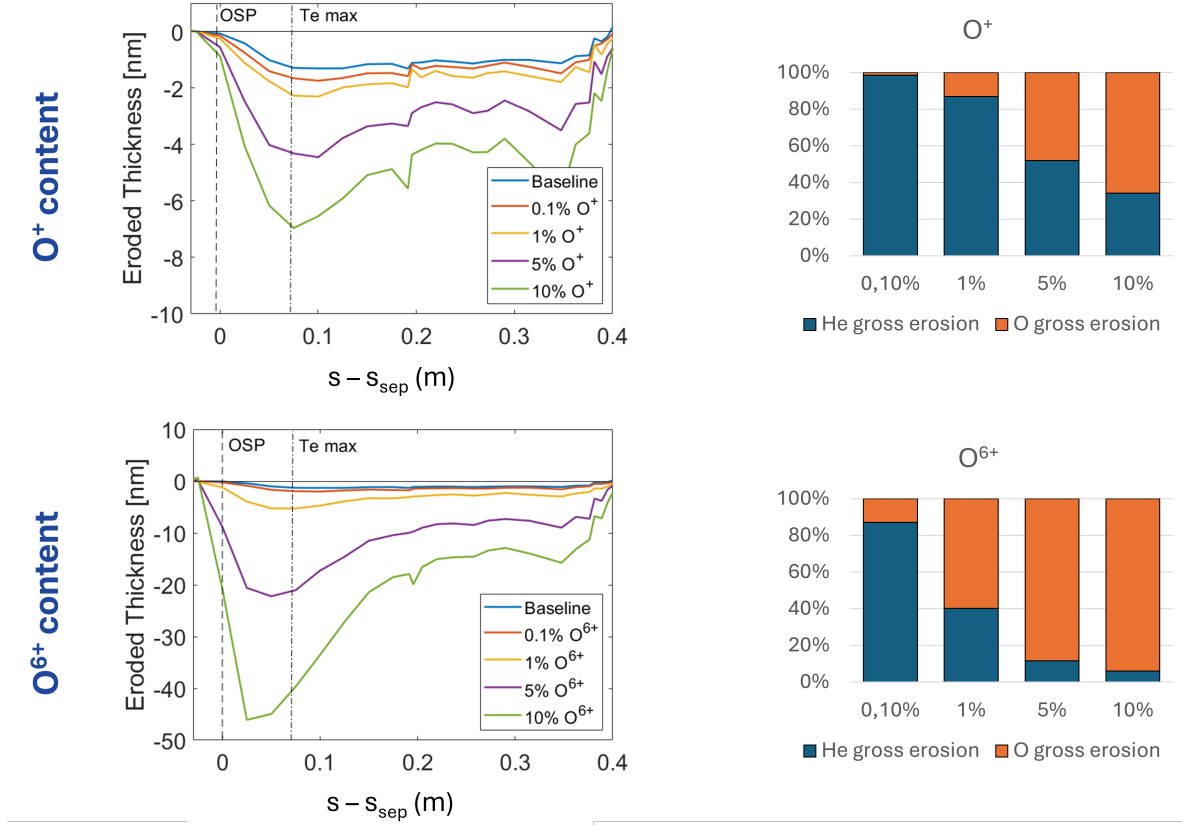 O+ content
OSP
Te max
0
-2
-4
-6
-8
-10
Eroded Thickness [nm]
Baseline
0.1% O+
1% O+
5% O+
10% O+
0
0.1
0.2
0.3
0.4
s – ssep (m)
O+
100%
80%
60%
40%
20%
0%
0,10%
1%
5%
10%
He gross erosion
O gross erosion
O6+ content
OSP
Te max
10
0
-10
-20
-30
-40
-50
Eroded Thickness [nm]
Baseline
0.1% O6+
1% O6+
5% O6+
10% O6+
0
0.1
0.2
0.3
0.4
s – ssep (m)
O6+
100%
80%
60%
40%
20%
0%
0,10%
1%
5%
10%
He gross erosion
O gross erosion